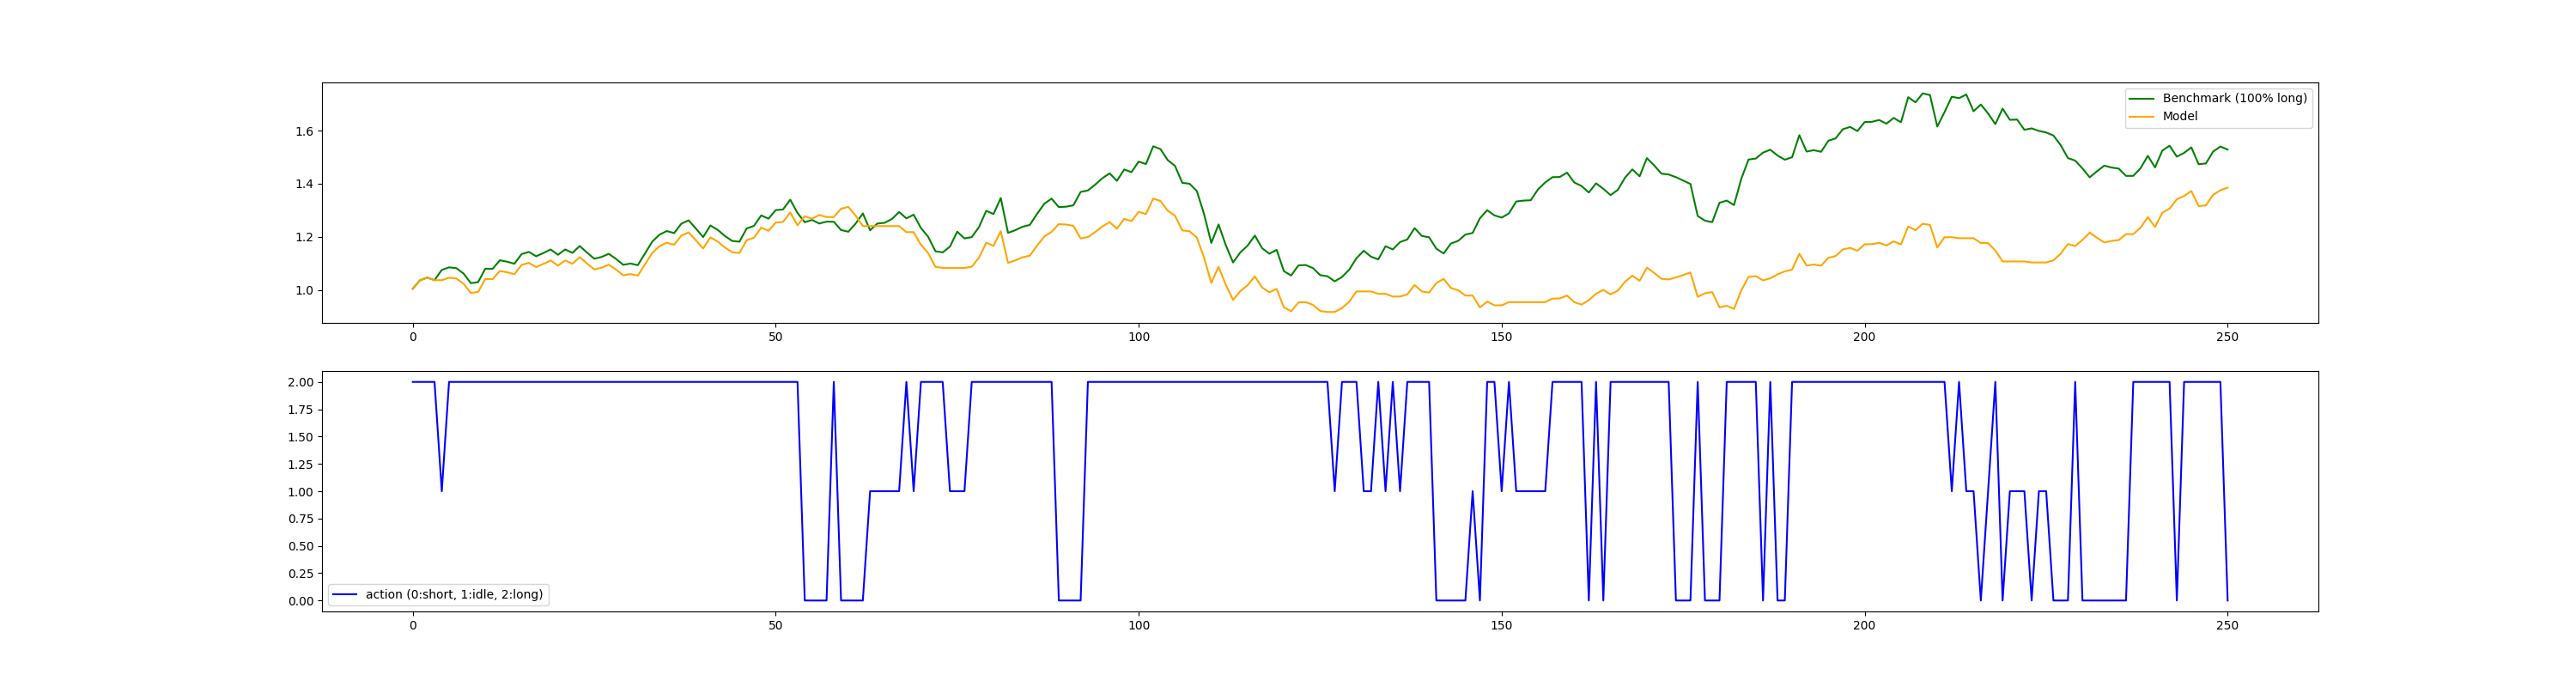 Benchmark (100% long)
Model
1.6
1.4
1.2
1.0
0 50 100 150 200 250
2.00
1.75
1.50
1.25
1.00
0.75
0.50
0.25
0.00
action (0:short, 1:idle, 2:long)
0 50 100 150 200 250